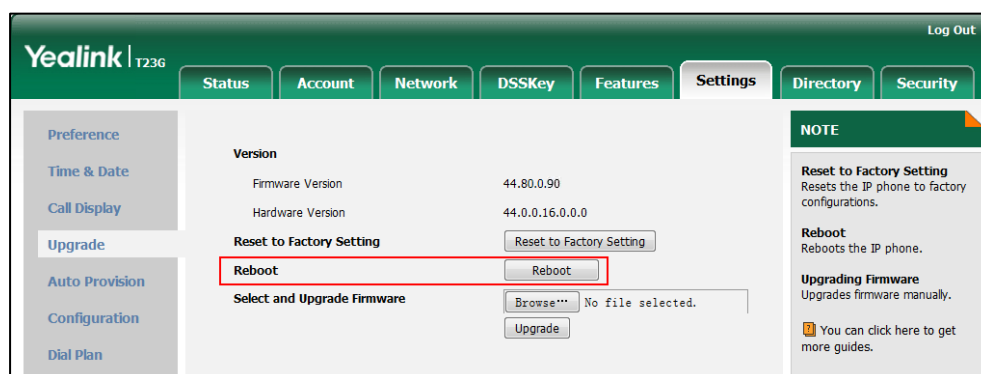 Log Out
Yealink | T23G
Status Account Network DSSKey Features Settings Directory Security
Preference
Time & Date
Call Display
Upgrade
Auto Provision
Configuration
Dial Plan
Version
Firmware Version 44.80.0.90
Hardware Version 44.0.0.16.0.0.0
Reset to Factory Setting Reset to Factory Setting
Reboot Reboot
Select and Upgrade Firmware Browse··· No file selected.
Upgrade
NOTE
Reset to Factory Setting
Resets the IP phone to factory
configurations.
Reboot
Reboots the IP phone.
Upgrading Firmware
Upgrades firmware manually.
? You can click here to get
more guides.